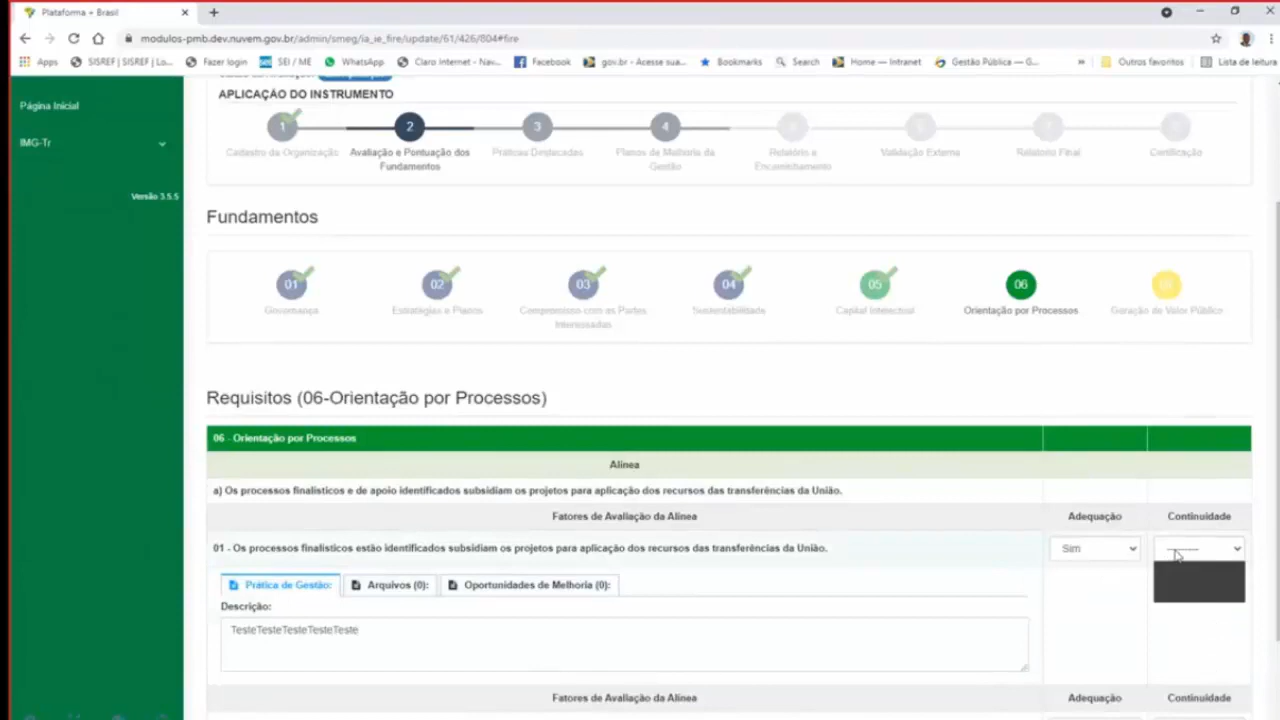 Plataforma + Brasil
modulos-pmb.dev.nuvem.gov.br/admin/smeg/ia_ie_fire/update/61/426/804#fire
Apps SISREF | SISREF | Lo... Fazer login SEI / ME WhatsApp Claro Internet - Nav... Facebook gov.br - Acesse sua... Bookmarks Search Home — Intranet Gestão Pública — G... » Outros favoritos Lista de leitura
Página Inicial
IMG-Tr
Versão 3.5.5
APLICAÇÃO DO INSTRUMENTO
1 2 3 4
Cadastro da Organização Avaliação e Pontuação dos Práticas Destacadas Planos de Melhoria da Relatório e Validação Externa Relatório Final Certificação
Fundamentos Gestão Encaminhamento
Fundamentos
01 02 03 04 05 06
Governança Estratégias e Planos Compromisso com as Partes Sustentabilidade Capital Intelectual Orientação por Processos Geração de Valor Público
Interessadas
Requisitos (06-Orientação por Processos)
06 - Orientação por Processos
Alínea
a) Os processos finalísticos e de apoio identificados subsidiam os projetos para aplicação dos recursos das transferências da União.
Fatores de Avaliação da Alínea Adequação Continuidade
01 - Os processos finalísticos estão identificados subsidiam os projetos para aplicação dos recursos das transferências da União. Sim ---------
Prática de Gestão: Arquivos (0): Oportunidades de Melhoria (0):
Descrição:
TesteTesteTesteTesteTeste
Fatores de Avaliação da Alínea Adequação Continuidade